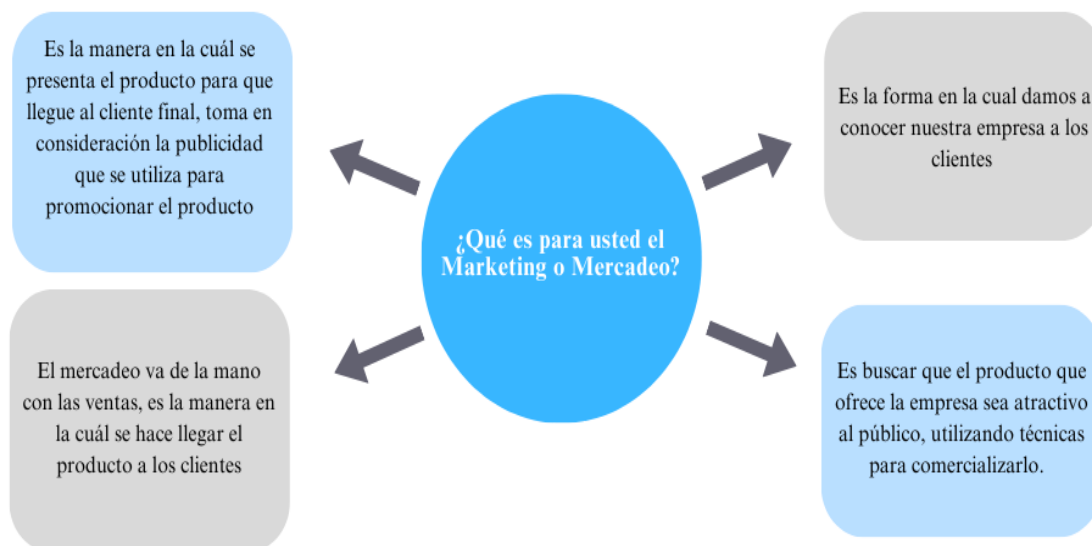 Es la manera en la cuál se
presenta el producto para que
llegue al cliente final, toma en
consideración la publicidad
que se utiliza para
promocionar el producto
Es la forma en la cual damos a
conocer nuestra empresa a los
clientes
¿Qué es para usted el
Marketing o Mercadeo?
El mercadeo va de la mano
con las ventas, es la manera en
la cuál se hace llegar el
producto a los clientes
Es buscar que el producto que
ofrece la empresa sea atractivo
al público, utilizando técnicas
para comercializarlo.